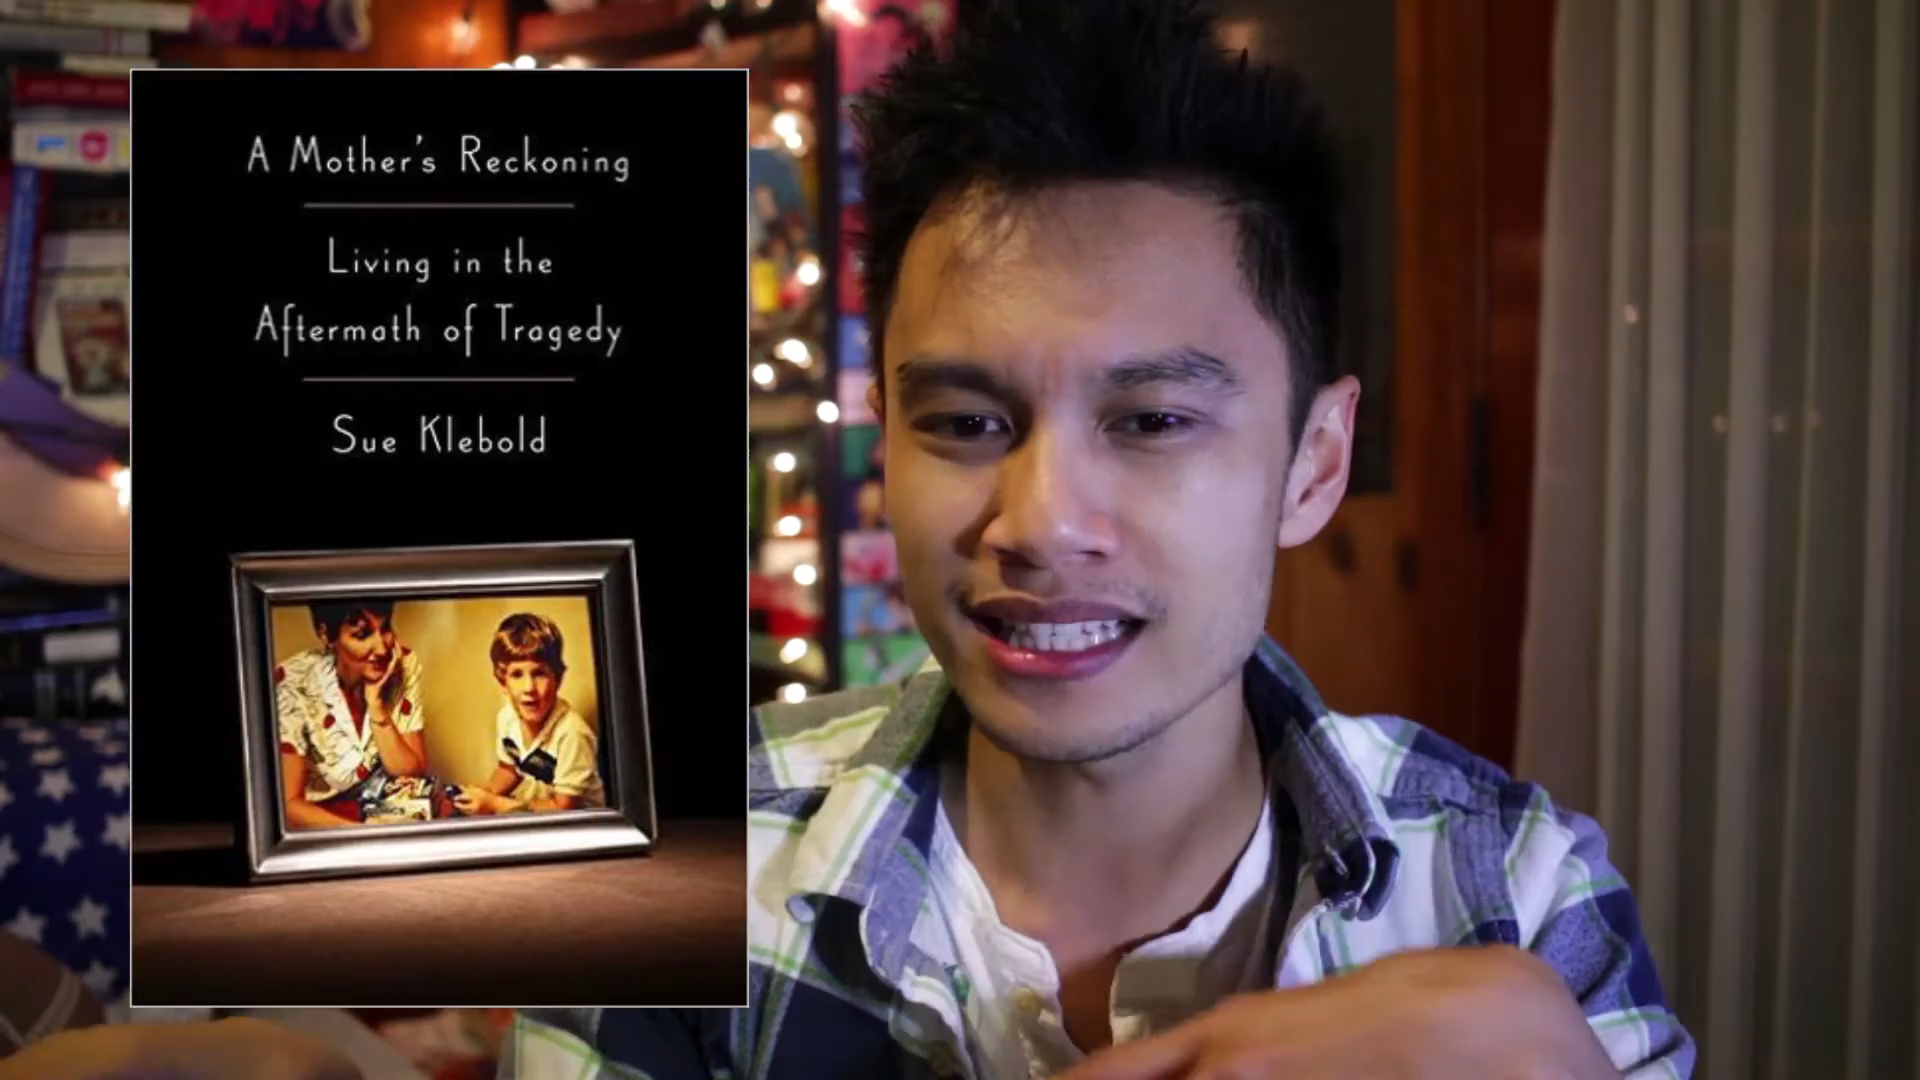 A Mother's Reckoning
Living in the
Aftermath of Tragedy
Sue Klebold